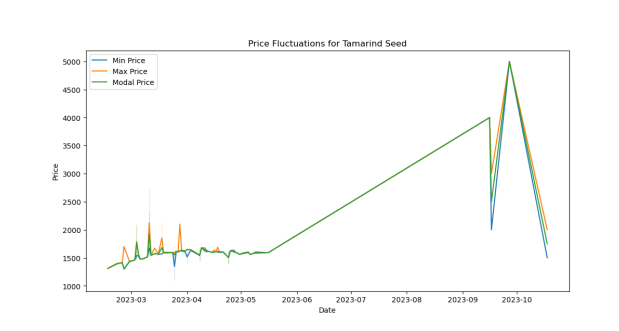 Price Fluctuations for Tamarind Seed
Min Price
Max Price
Modal Price
5000
4500
4000
3500
3000
2500
2000
1500
1000
Price
2023-03 2023-04 2023-05 2023-06 2023-07 2023-08 2023-09 2023-10
Date